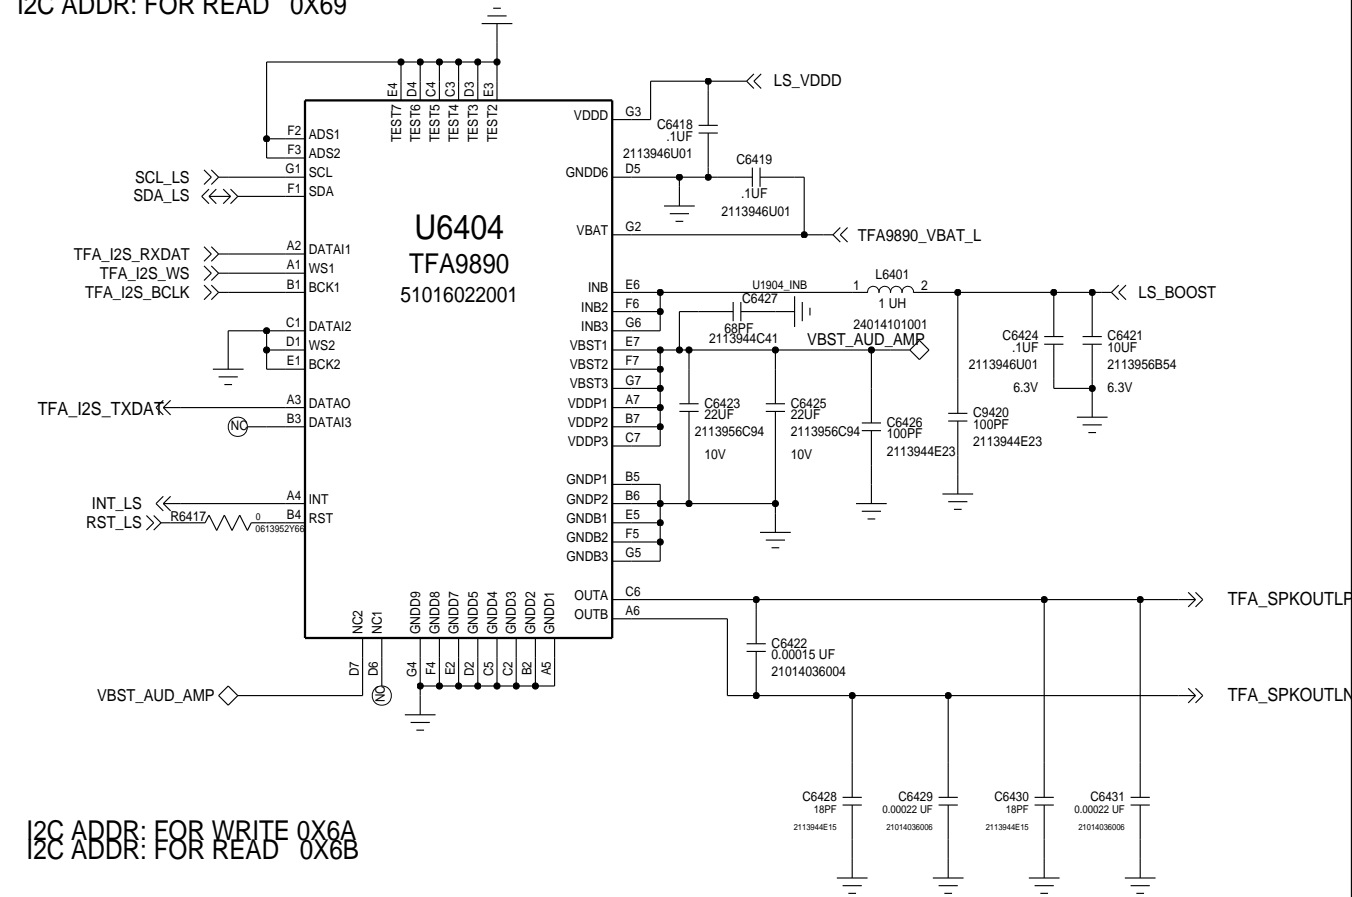 I2C ADDR: FOR READ 0X69
E4
D4
C4
C3
D3
E3
TEST7
TEST6
TEST5
TEST4
TEST3
TEST2
F2 ADS1
F3 ADS2
SCL_LS G1 SCL
SDA_LS F1 SDA
TFA_I2S_RXDAT A2 DATAI1
TFA_I2S_WS A1 WS1
TFA_I2S_BCLK B1 BCK1
C1 DATAI2
D1 WS2
E1 BCK2
TFA_I2S_TXDAT A3 DATAO
NC B3 DATAI3
INT_LS A4 INT
RST_LS R6417 0 B4 RST
0613952Y66
U6404
TFA9890
51016022001
VDDD G3
GNDD6 D5
VBAT G2
INB E6
INB2 F6
INB3 G6
VBST1 E7
VBST2 F7
VBST3 G7
VDDP1 A7
VDDP2 B7
VDDP3 C7
GNDP1 B5
GNDP2 B6
GNDB1 E5
GNDB2 F5
GNDB3 G5
OUTA C6
OUTB A6
LS_VDDD
C6418
.1UF
2113946U01
C6419
.1UF
2113946U01
TFA9890_VBAT_L
U1904_INB
C6427
68PF
2113944C41
L6401
1 2
1 UH
24014101001
VBST_AUD_AMP
LS_BOOST
C6424
.1UF
2113946U01
6.3V
C6421
10UF
2113956B54
6.3V
C6423
22UF
2113956C94
10V
C6425
22UF
2113956C94
10V
C6426
100PF
2113944E23
C9420
100PF
2113944E23
NC2
NC1
GNDD9
GNDD8
GNDD7
GNDD5
GNDD4
GNDD3
GNDD2
GNDD1
D7
D6
G4
F4
E2
D2
C5
C2
B2
A5
VBST_AUD_AMP
NC
C6422
0.00015 UF
21014036004
TFA_SPKOUTLP
TFA_SPKOUTLN
C6428
18PF
2113944E15
C6429
0.00022 UF
21014036006
C6430
18PF
2113944E15
C6431
0.00022 UF
21014036006
I2C ADDR: FOR WRITE 0X6A
I2C ADDR: FOR READ 0X6B